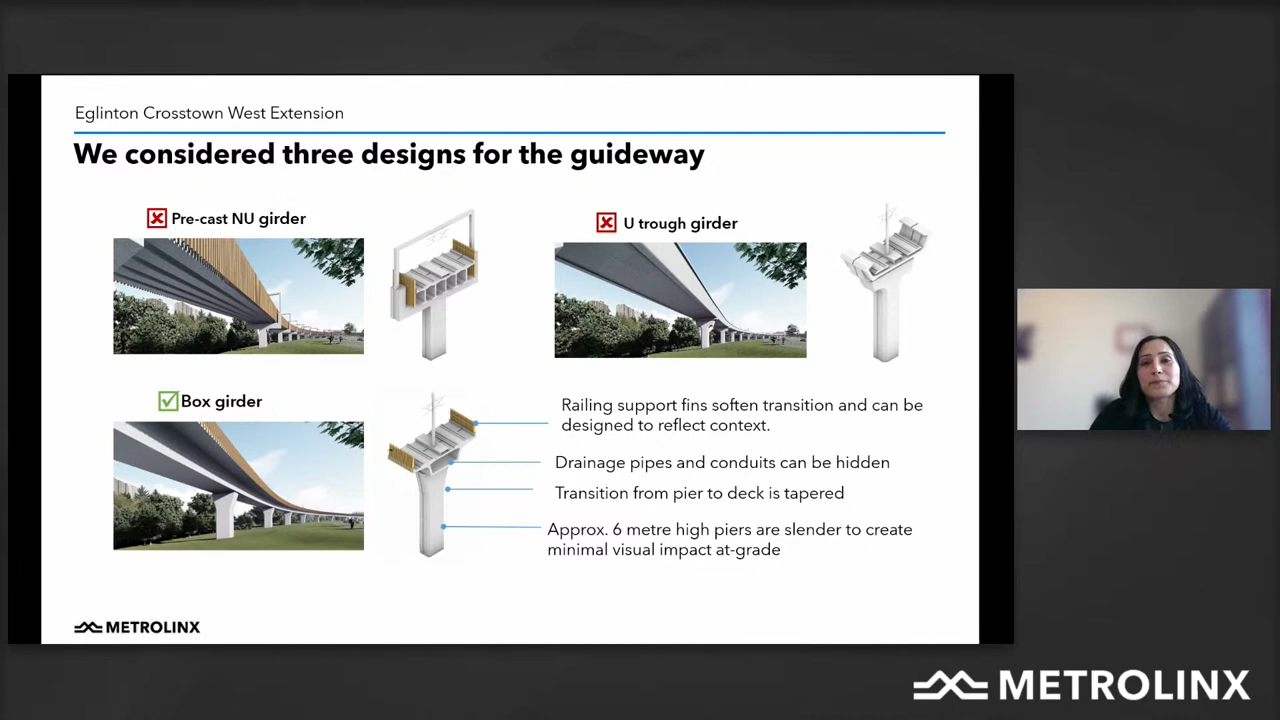 Eglinton Crosstown West Extension
We considered three designs for the guideway
Pre-cast NU girder
U trough girder
Box girder
Railing support fins soften transition and can be
designed to reflect context.
Drainage pipes and conduits can be hidden
Transition from pier to deck is tapered
Approx. 6 metre high piers are slender to create
minimal visual impact at-grade
METROLINX
METROLINX